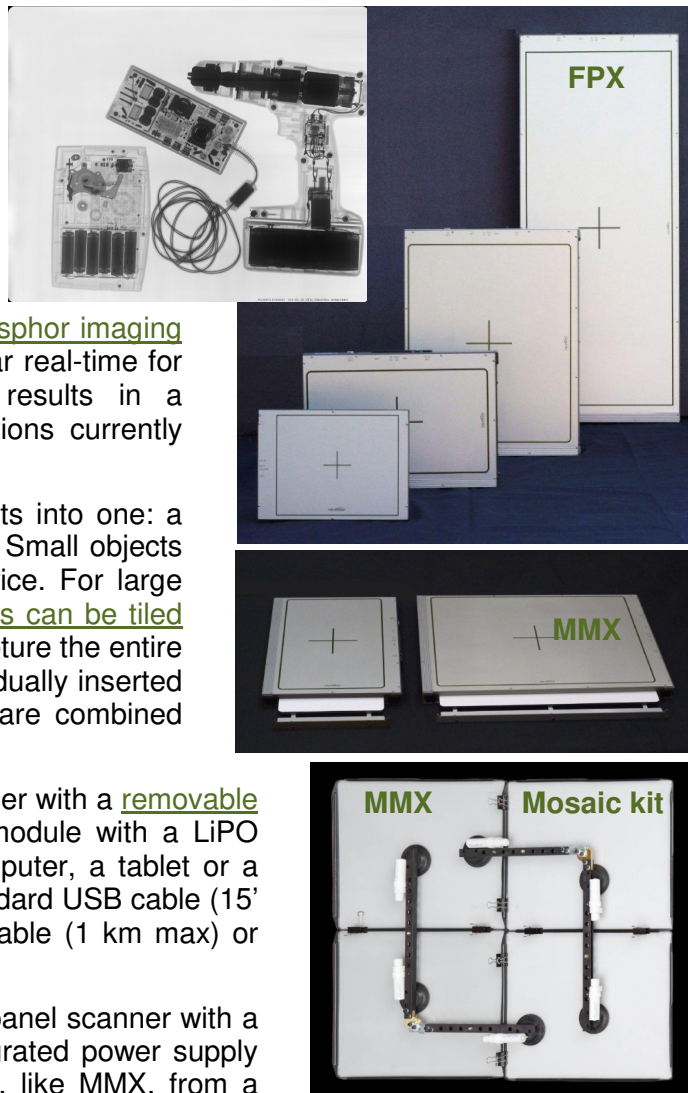 FPX
sphor imaging
ar real-time for
results in a
ions currently
ts into one: a
Small objects
vice. For large
s can be tiled
ture the entire
dually inserted
are combined
MMX
er with a removable
module with a LiPO
puter, a tablet or a
dard USB cable (15’
able (1 km max) or
MMX
Mosaic kit
panel scanner with a
grated power supply
, like MMX, from a